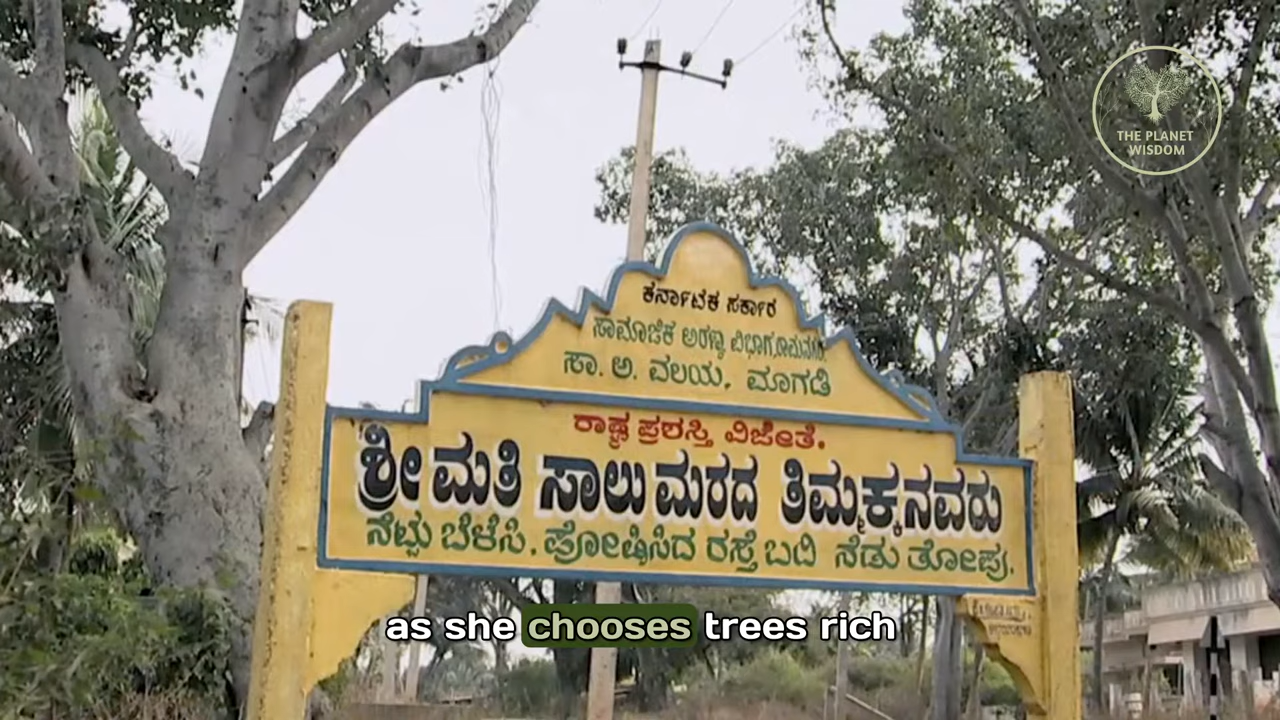 THE PLANET
WISDOM
ಕರ್ನಾಟಕ ಸರ್ಕಾರ
ಸಾಮಾಜಿಕ ಅರಣ್ಯ ವಿಭಾಗ,
ಸಾ. ಅ. ವಲಯ, ಮಾಗಡಿ
ರಾಷ್ಟ್ರ ಪ್ರಶಸ್ತಿ ವಿಜೇತೆ.
ಶ್ರೀಮತಿ ಸಾಲುಮರದ ತಿಮ್ಮಕ್ಕನವರು
ನೆಟ್ಟು ಬೆಳೆಸಿ. ಪೋಷಿಸಿದ ರಸ್ತೆ ಬದಿ ನೆಡು ತೋಪು.
as she chooses trees rich